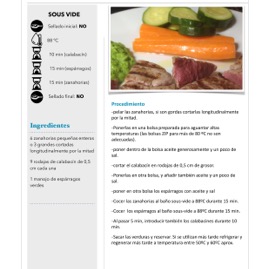 SOUS VIDE
Sellado inicial: NO
88 ºC
10 min (calabacín)
15 min (espárragos)
15 min (zanahorias)
Sellado final: NO
Ingredientes
6 zanahorias pequeñas enteras
o 3 grandes cortadas
longitudinalmente por la mitad
9 rodajas de calabacín de 0,5
cm cada una
1 manojo de espárragos
verdes
Procedimiento
-pelar las zanahorias, si son gordas cortarlas longitudinalmente
por la mitad.
-Ponerlas en una bolsa preparada para aguantar altas
temperaturas (las bolsas ZIP para más de 80 ºC no son
adecuadas).
-poner dentro de la bolsa aceite generosamente y un poco de
sal.
-cortar el calabacín en rodajas de 0,5 cm de grosor.
-Ponerlas en otra bolsa, y añadir también aceite y un poco de
sal.
-poner en otra bolsa los espárragos con aceite y sal
-Cocer las zanahorias al baño sous-vide a 88ºC durante 15 min.
-Cocer los espárragos al baño sous-vide a 88ºC durante 15 min.
-Al pasar 5 min, introducir también los calabacines durante 10
min.
-Sacar las verduras y reservar. Si se utilizan más tarde refrigerar y
regenerar más tarde a temperatura entre 50ºC y 60ºC aprox.